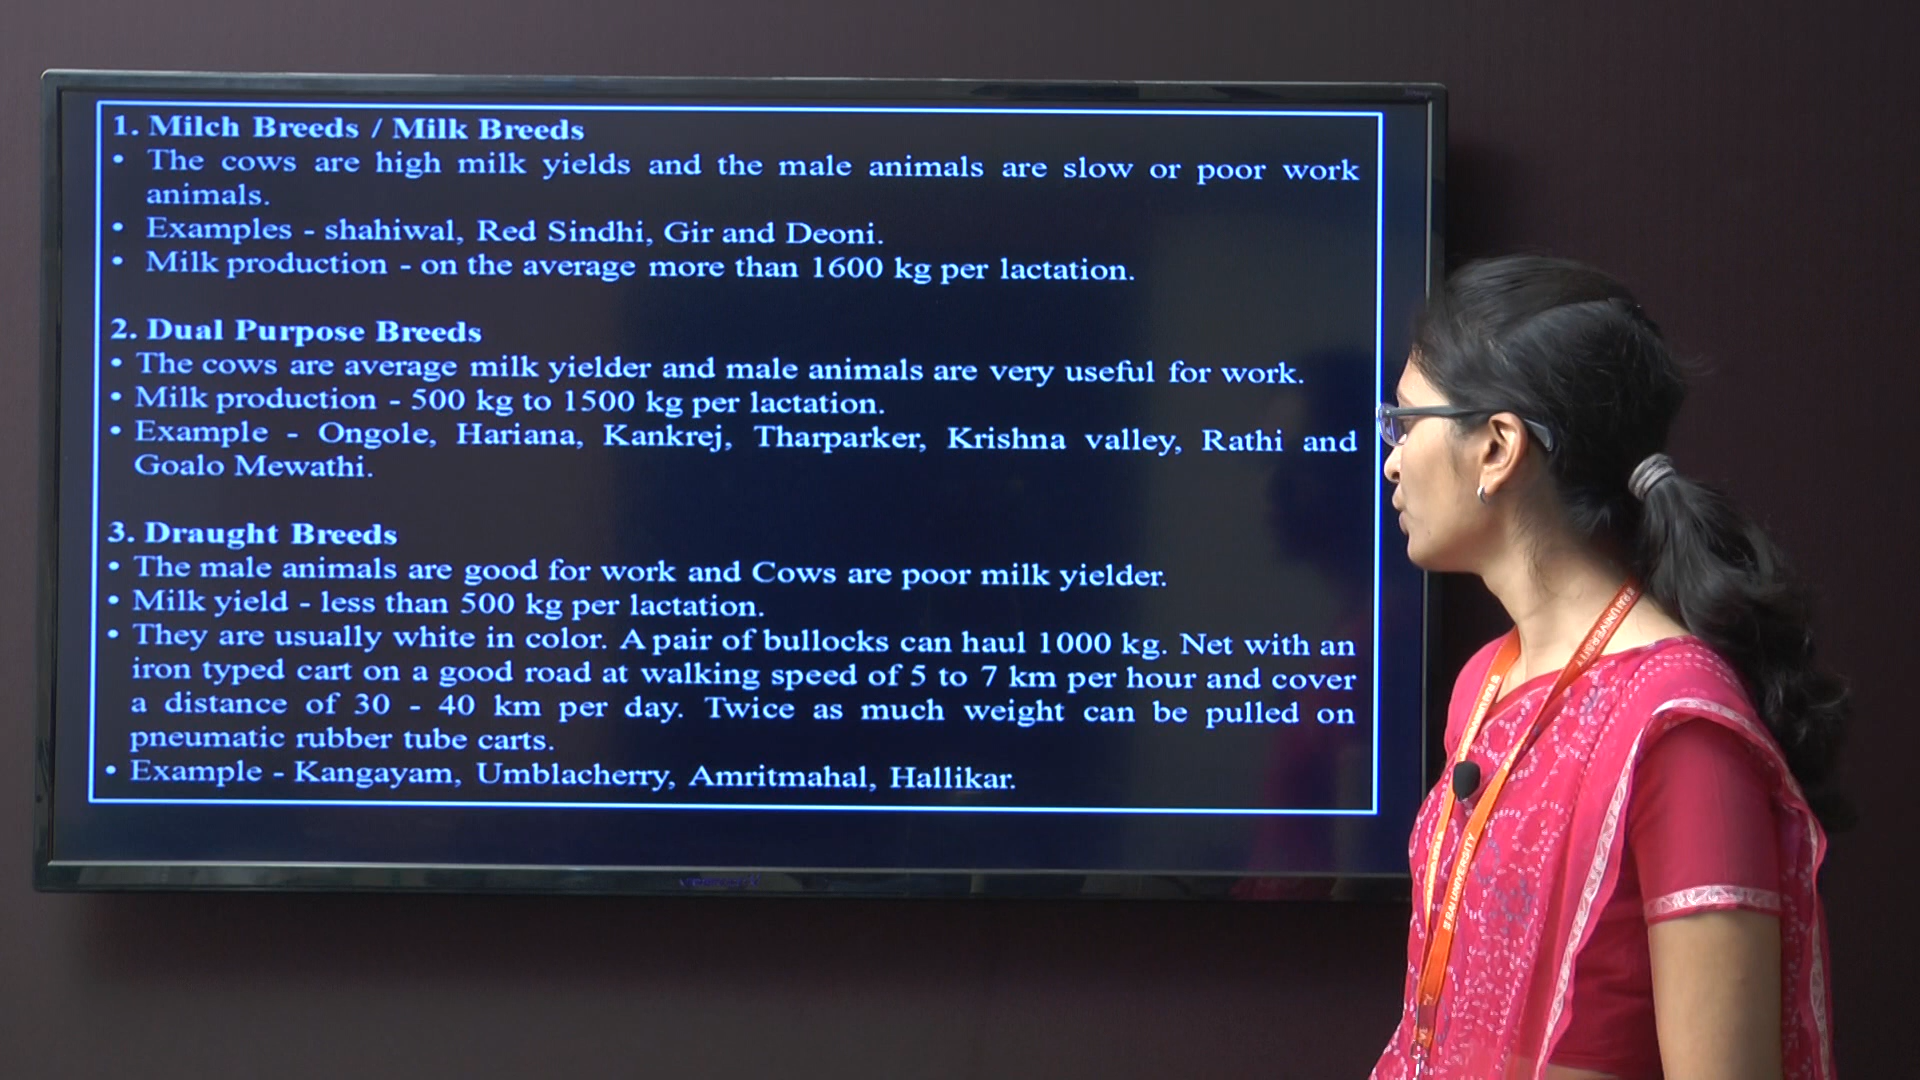 1. Milch Breeds / Milk Breeds
• The cows are high milk yields and the male animals are slow or poor work
animals.
• Examples - shahiwal, Red Sindhi, Gir and Deoni.
• Milk production - on the average more than 1600 kg per lactation.
2. Dual Purpose Breeds
• The cows are average milk yielder and male animals are very useful for work.
• Milk production - 500 kg to 1500 kg per lactation.
• Example - Ongole, Hariana, Kankrej, Tharparker, Krishna valley, Rathi and
Goalo Mewathi.
3. Draught Breeds
• The male animals are good for work and Cows are poor milk yielder.
• Milk yield - less than 500 kg per lactation.
• They are usually white in color. A pair of bullocks can haul 1000 kg. Net with an
iron typed cart on a good road at walking speed of 5 to 7 km per hour and cover
a distance of 30 - 40 km per day. Twice as much weight can be pulled on
pneumatic rubber tube carts.
• Example - Kangayam, Umblacherry, Amritmahal, Hallikar.
RAI UNIVERSITY
RAI UNIVERSITY